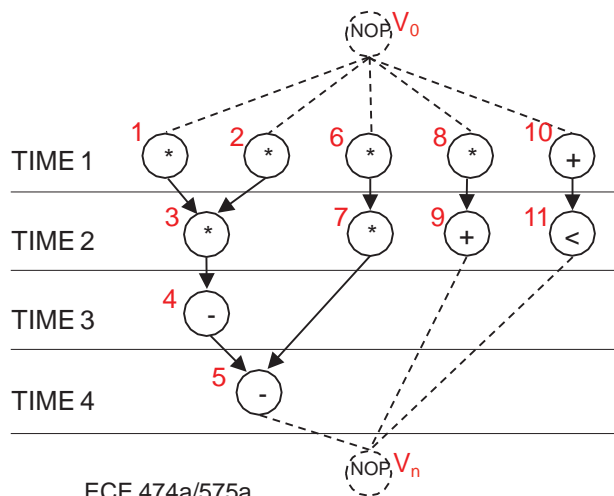 NOP V0
1 2 6 8 10
TIME 1 * * * * +
3 7 9 11
TIME 2 * * + <
4
TIME 3 -
5
TIME 4 -
NOP Vn
ECE 474a/575a